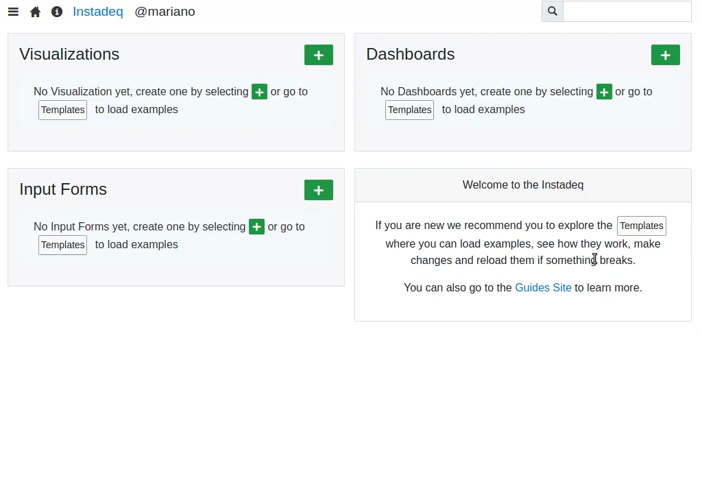 Instadeq @mariano
Visualizations
No Visualization yet, create one by selecting + or go to
Templates to load examples
Dashboards
No Dashboards yet, create one by selecting + or go to
Templates to load examples
Input Forms
No Input Forms yet, create one by selecting + or go to
Templates to load examples
Welcome to the Instadeq
If you are new we recommend you to explore the Templates
where you can load examples, see how they work, make
changes and reload them if something breaks.
You can also go to the Guides Site to learn more.